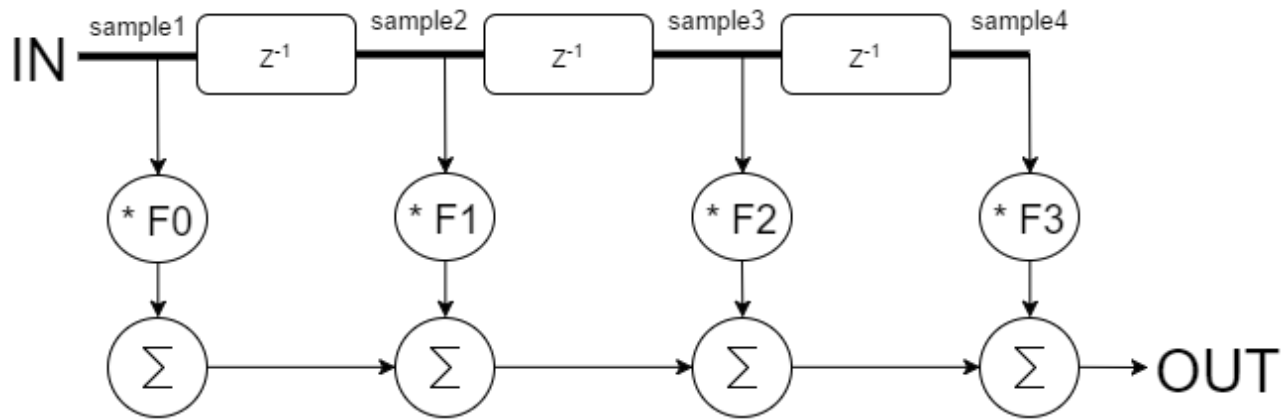 sample1
sample2
sample3
sample4
IN
z⁻¹
z⁻¹
z⁻¹
* F0
* F1
* F2
* F3
Σ
Σ
Σ
Σ
OUT